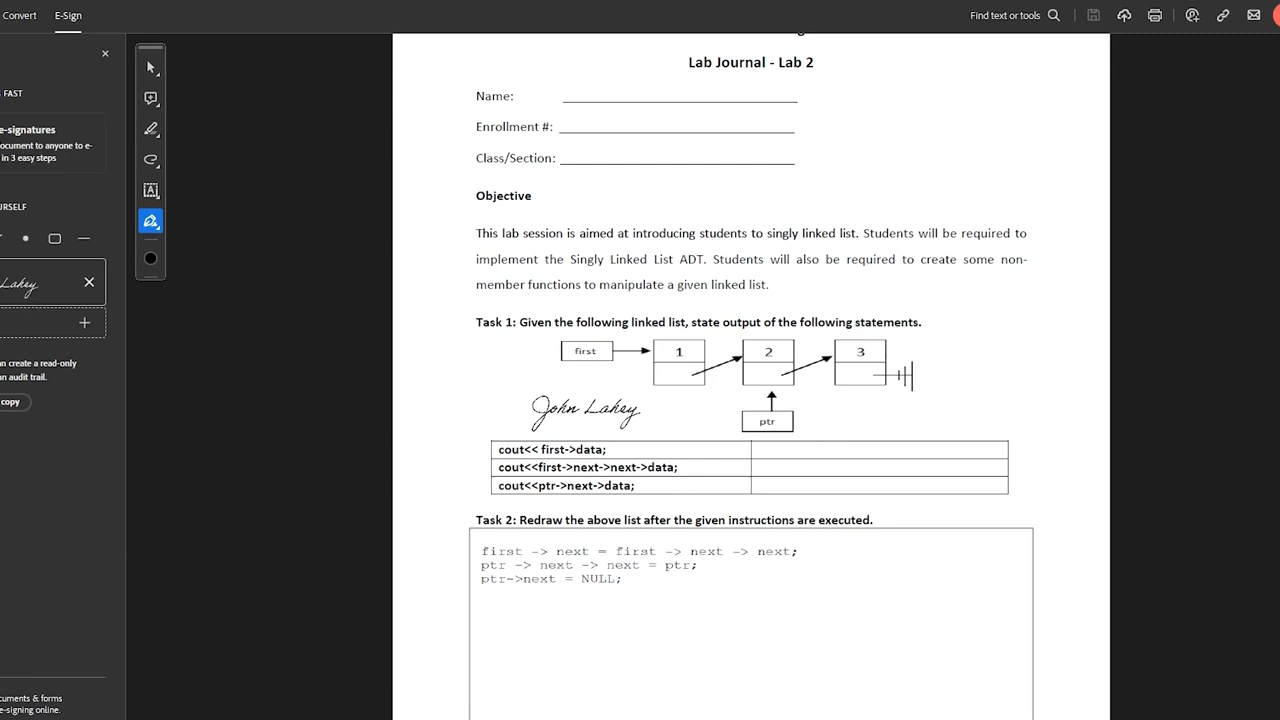 Convert
E-Sign
Find text or tools
FAST
e-signatures
ocument to anyone to e-
in 3 easy steps
Lab Journal - Lab 2
Name:
Enrollment #:
Class/Section:
Objective
This lab session is aimed at introducing students to singly linked list. Students will be required to
implement the Singly Linked List ADT. Students will also be required to create some non-
member functions to manipulate a given linked list.
Task 1: Given the following linked list, state output of the following statements.
first
1
2
3
John Lahey
ptr
cout<< first->data;
cout<<first->next->next->data;
cout<<ptr->next->data;
Task 2: Redraw the above list after the given instructions are executed.
first -> next = first -> next -> next;
ptr -> next -> next = ptr;
ptr->next = NULL;
Lahey
an create a read-only
n audit trail.
copy
cuments & forms
e-signing online.